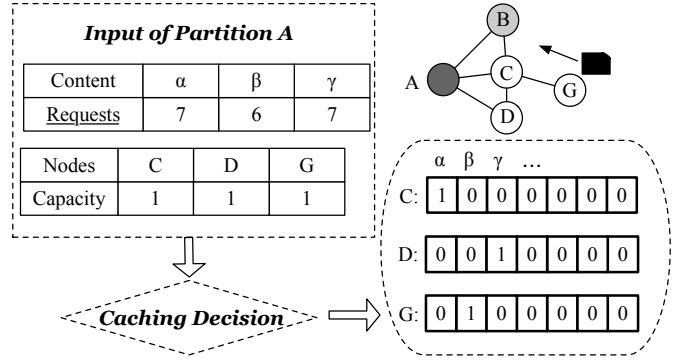 Input of Partition A
Content α β γ
Requests 7 6 7
Nodes C D G
Capacity 1 1 1
Caching Decision
B
A C G
D
α β γ ...
C: 1 0 0 0 0 0 0
D: 0 0 1 0 0 0 0
G: 0 1 0 0 0 0 0